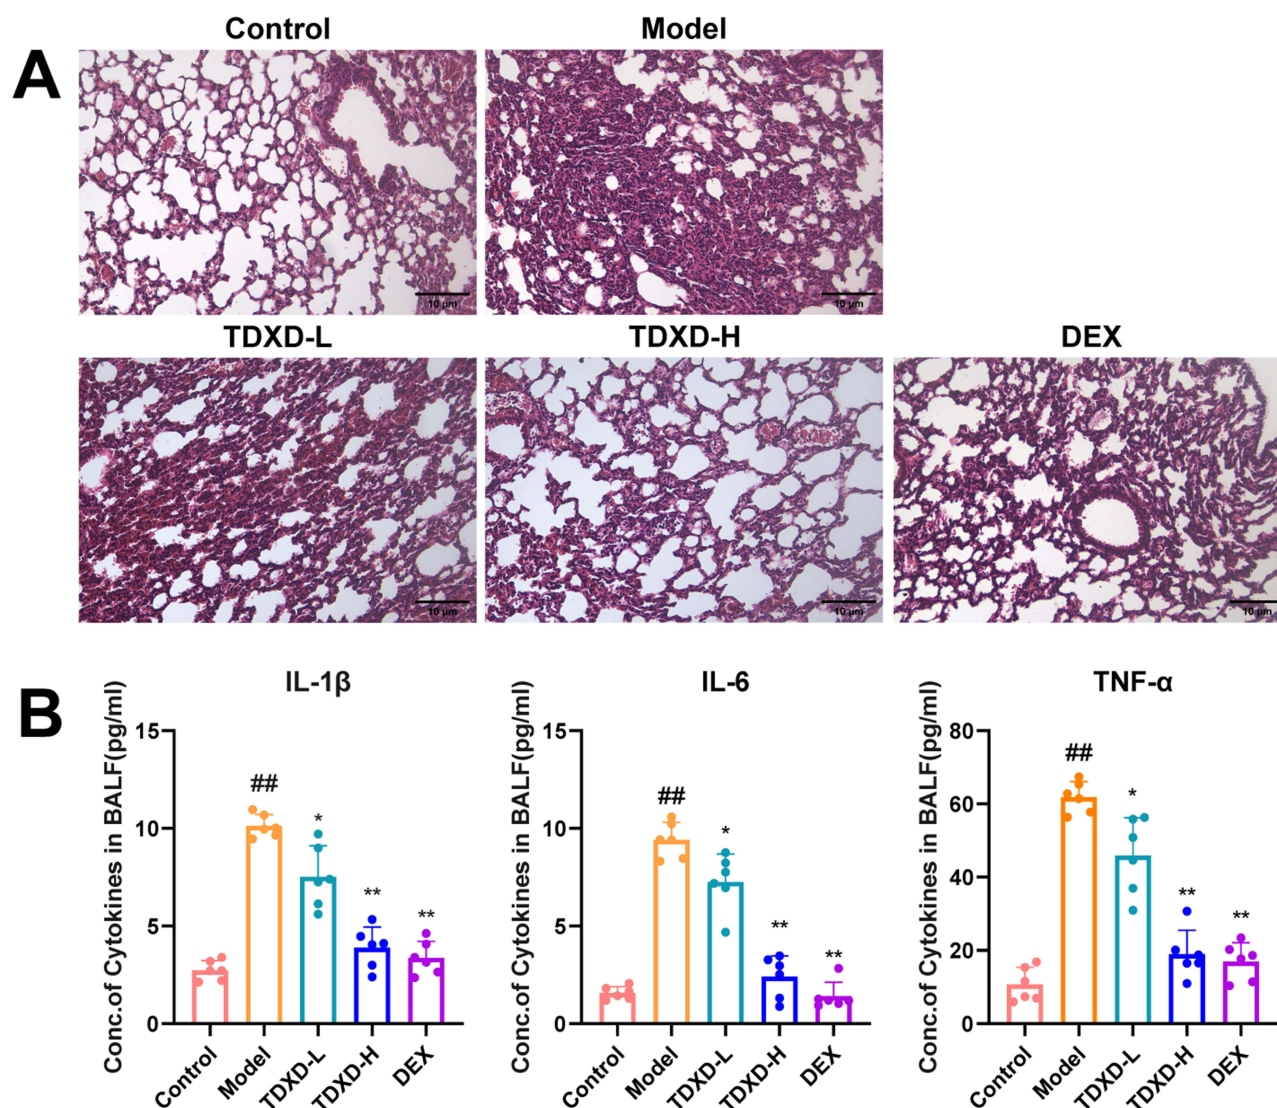 A
Control
Model
10 μm
10 μm
TDXD-L
TDXD-H
DEX
10 μm
10 μm
10 μm
B
IL-1β
Conc.of Cytokines in BALF(pg/ml)
15
10
5
0
##
*
**
**
Control
Model
TDXD-L
TDXD-H
DEX
IL-6
Conc.of Cytokines in BALF(pg/ml)
15
10
5
0
##
*
**
**
Control
Model
TDXD-L
TDXD-H
DEX
TNF-α
Conc.of Cytokines in BALF(pg/ml)
80
60
40
20
0
##
*
**
**
Control
Model
TDXD-L
TDXD-H
DEX